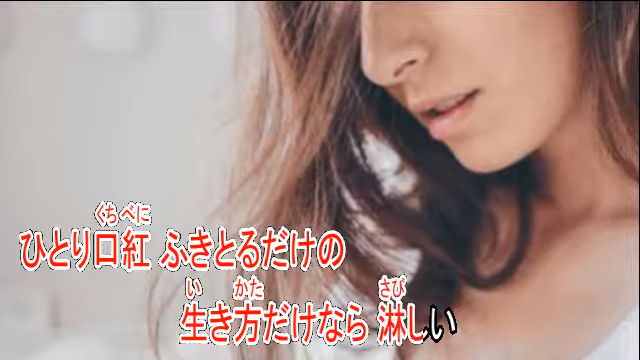 くちべに
ひとり口紅 ふきとるだけの
い かた さび
生き方だけなら 淋しい